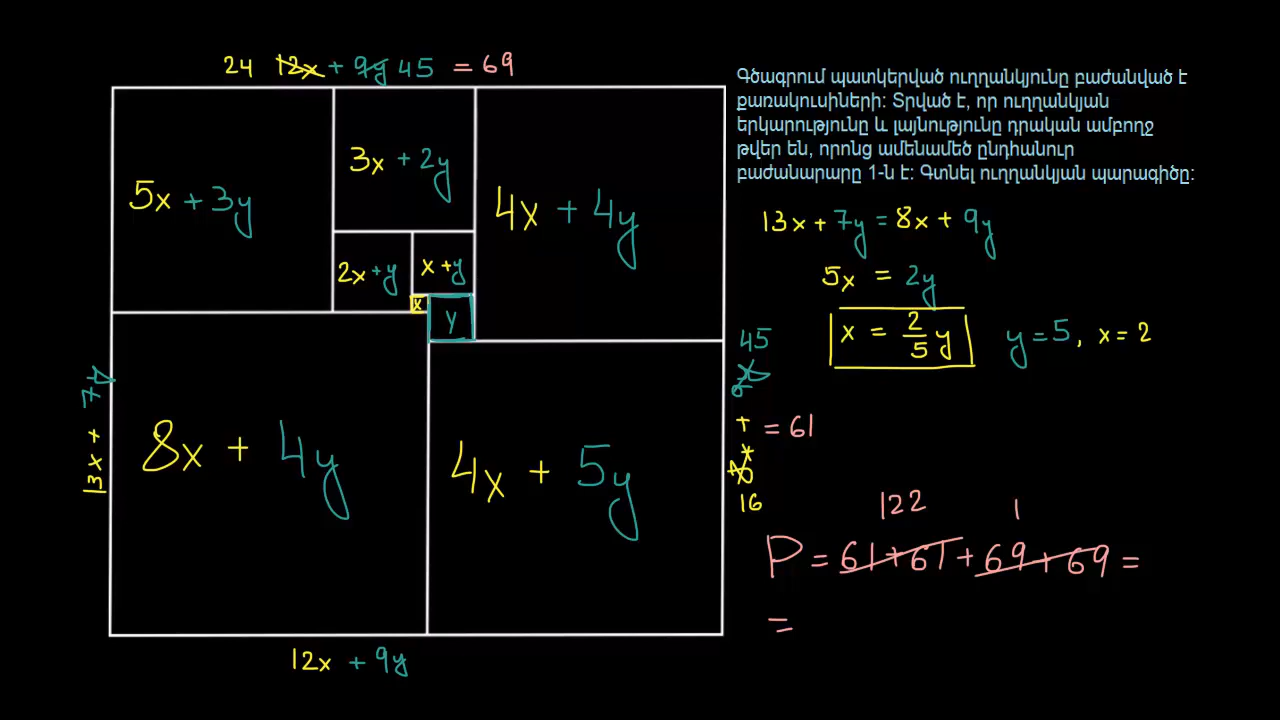 24 12x + 9y 45 = 69
Գծագրում պատկերված ուղղանկյունը բաժանված է
քառակուսիների: Տրված է, որ ուղղանկյան
երկարությունը և լայնությունը դրական ամբողջ
թվեր են, որոնց ամենամեծ ընդհանուր
բաժանարարը 1-ն է: Գտնել ուղղանկյան պարագիծը:
5x + 3y
3x + 2y
4x + 4y
2x + y
x + y
x
y
13x + 7y = 8x + 9y
5x = 2y
x = 2/5 y
y = 5, x = 2
13x + 7y
45
+
= 61
16
8x + 4y
4x + 5y
122 1
P = 61 + 61 + 69 + 69 =
=
12x + 9y